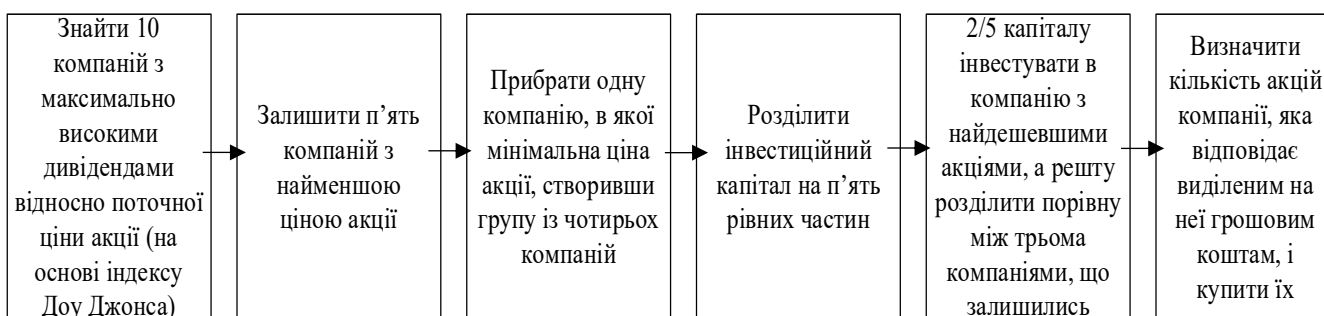 Знайти 10
компаній з
максимально
високими
дивідендами
відносно поточної
ціни акції (на
основі індексу
Доу Джонса)
Залишити п’ять
компаній з
найменшою
ціною акції
Прибрати одну
компанію, в якої
мінімальна ціна
акції, створивши
групу із чотирьох
компаній
Розділити
інвестиційний
капітал на п’ять
рівних частин
2/5 капіталу
інвестувати в
компанію з
найдешевшими
акціями, а решту
розділити порівну
між трьома
компаніями, що
залишились
Визначити
кількість акцій
компанії, яка
відповідає
виділеним на
неї грошовим
коштам, і
купити їх